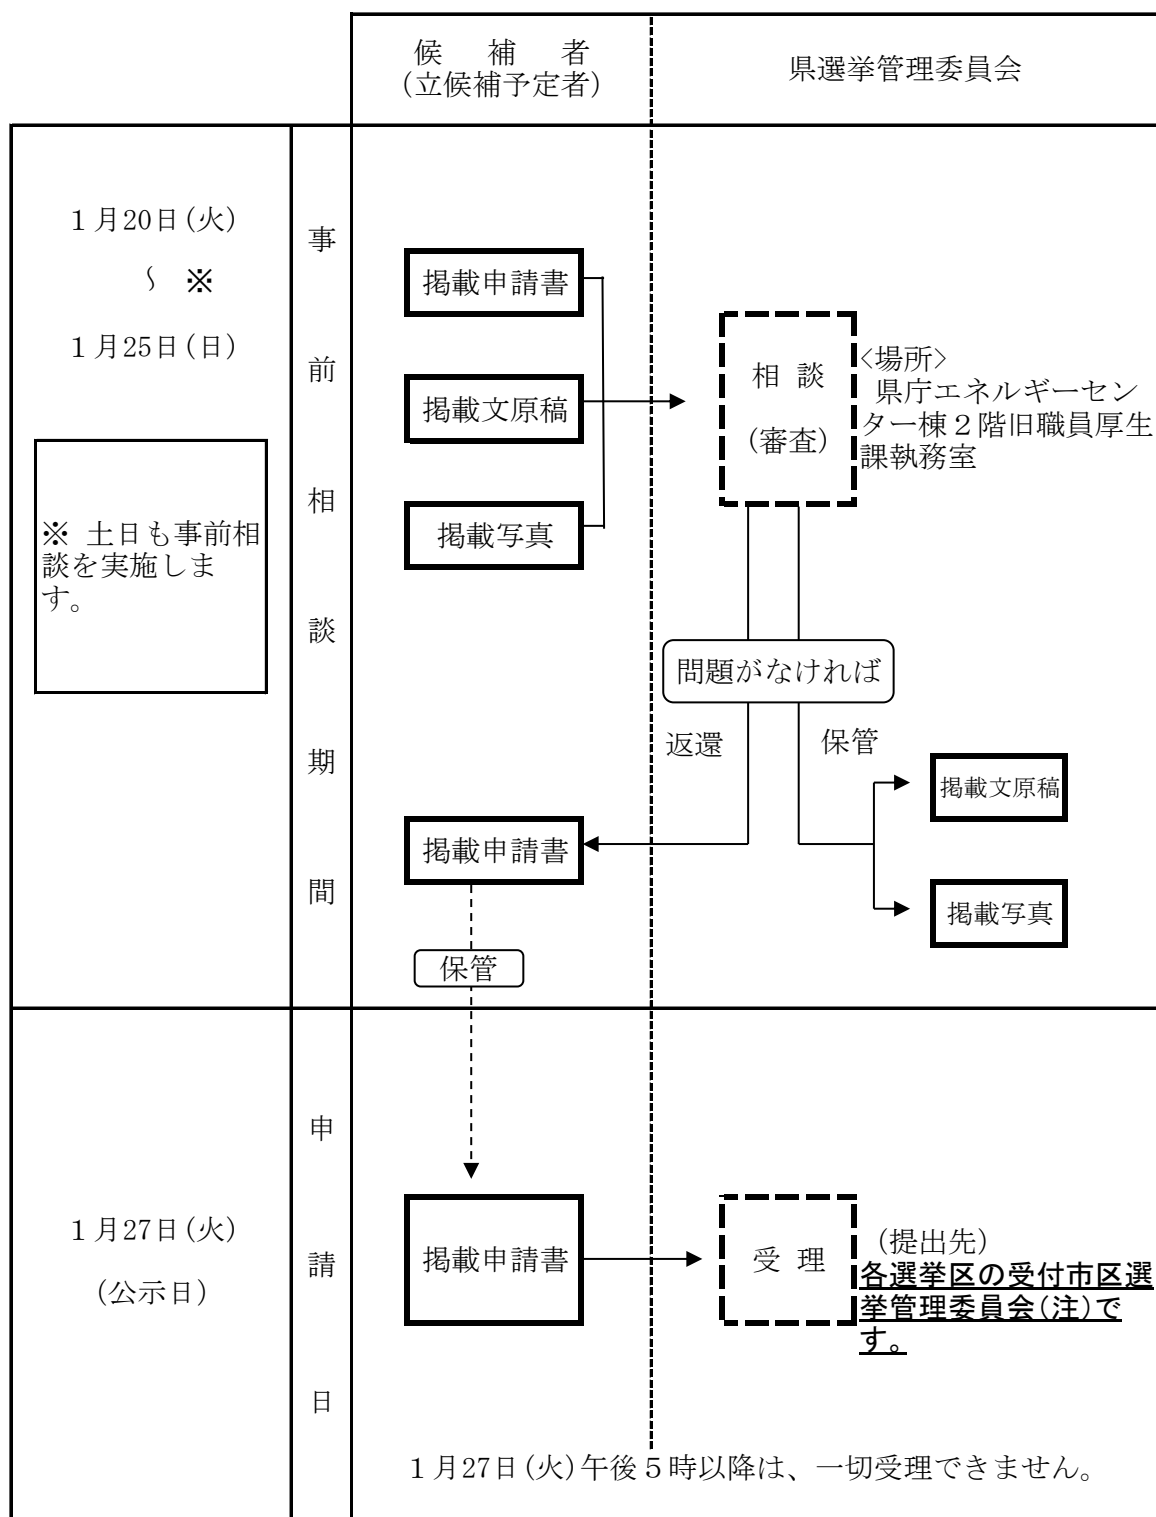 候 補 者
(立候補予定者)
県選挙管理委員会
1月20日(火)
～ ※
1月25日(日)
※ 土日も事前相
談を実施しま
す。
事
前
相
談
期
間
掲載申請書
掲載文原稿
掲載写真
相 談
(審査)
<場所>
県庁エネルギーセン
ター棟２階旧職員厚生
課執務室
問題がなければ
返還
保管
掲載文原稿
掲載申請書
掲載写真
保管
1月27日(火)
(公示日)
申
請
日
掲載申請書
受 理
(提出先)
各選挙区の受付市区選
挙管理委員会(注)で
す。
1月27日(火)午後５時以降は、一切受理できません。